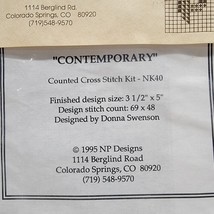 1114 Berglind Rd.
Colorado Springs, CO 80920
(719)548-9570
"CONTEMPORARY"
Counted Cross Stitch Kit - NK40
Finished design size: 3 1/2" x 5"
Design stitch count: 69 x 48
Designed by Donna Swenson
© 1995 NP Designs
1114 Berglind Road
Colorado Springs, CO 80920
(719) 548-9570